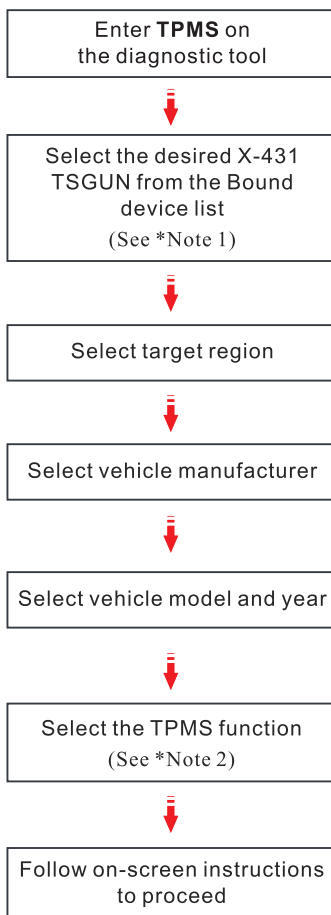 Enter TPMS on
the diagnostic tool
Select the desired X-431
TSGUN from the Bound
device list
(See *Note 1)
Select target region
Select vehicle manufacturer
Select vehicle model and year
Select the TPMS function
(See *Note 2)
Follow on-screen instructions
to proceed